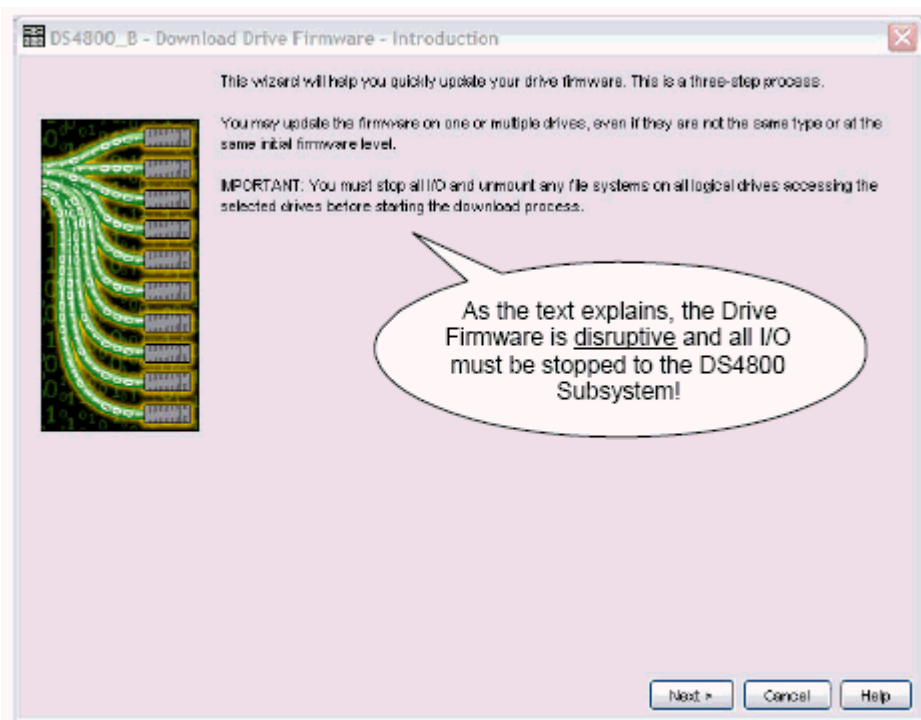 DS4800_B - Download Drive Firmware - Introduction
This wizard will help you quickly update your drive firmware. This is a three-step process.
You may update the firmware on one or multiple drives, even if they are not the same type or at the
same initial firmware level.
IMPORTANT: You must stop all I/O and unmount any file systems on all logical drives accessing the
selected drives before starting the download process.
As the text explains, the Drive
Firmware is disruptive and all I/O
must be stopped to the DS4800
Subsystem!
Next >
Cancel
Help